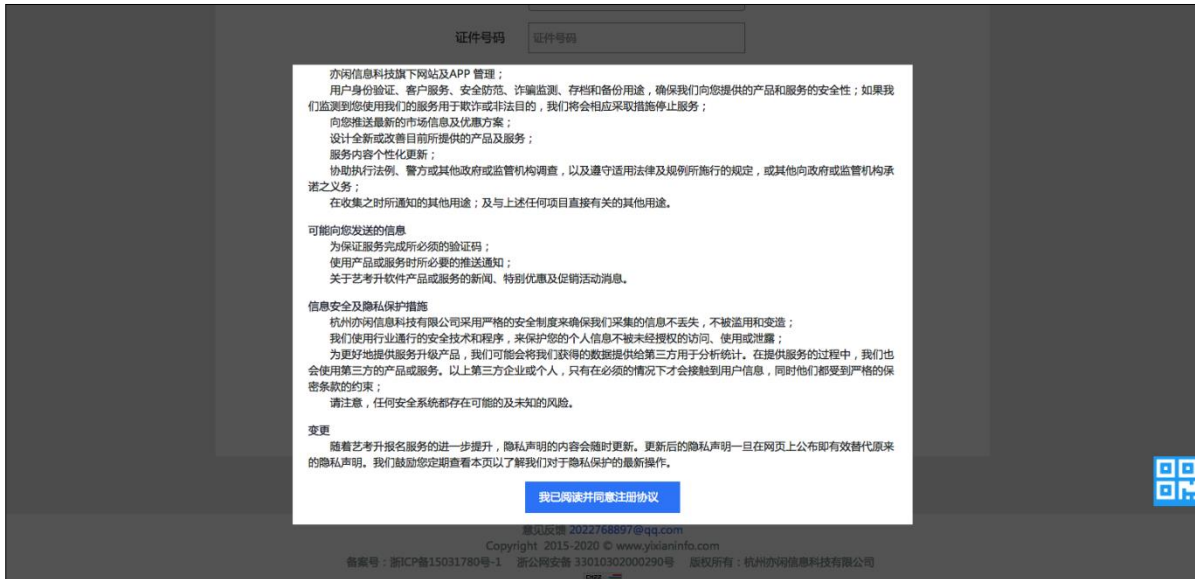 证件号码
证件号码
亦闲信息科技旗下网站及APP 管理；
用户身份验证、客户服务、安全防范、诈骗监测、存档和备份用途，确保我们向您提供的产品和服务的安全性；如果我
们监测到您使用我们的服务用于欺诈或非法目的，我们将会相应采取措施停止服务；
向您推送最新的市场信息及优惠方案；
设计全新或改善目前所提供的产品及服务；
服务内容个性化更新；
协助执行法例、警方或其他政府或监管机构调查，以及遵守适用法律及规例所施行的规定，或其他向政府或监管机构承
诺之义务；
在收集之时所通知的其他用途；及与上述任何项目直接有关的其他用途。
可能向您发送的信息
为保证服务完成所必须的验证码；
使用产品或服务时所必要的推送通知；
关于艺考升软件产品或服务的新闻、特别优惠及促销活动消息。
信息安全及隐私保护措施
杭州亦闲信息科技有限公司采用严格的安全制度来确保我们采集的信息不丢失，不被滥用和变造；
我们使用行业通行的安全技术和程序，来保护您的个人信息不被未经授权的访问、使用或泄露；
为更好地提供服务升级产品，我们可能会将我们获得的数据提供给第三方用于分析统计。在提供服务的过程中，我们也
会使用第三方的产品或服务。以上第三方企业或个人，只有在必须的情况下才会接触到用户信息，同时他们都受到严格的保
密条款的约束；
请注意，任何安全系统都存在可能的及未知的风险。
变更
随着艺考升报名服务的进一步提升，隐私声明的内容会随时更新。更新后的隐私声明一旦在网页上公布即有效替代原来
的隐私声明。我们鼓励您定期查看本页以了解我们对于隐私保护的最新操作。
我已阅读并同意注册协议
意见反馈 2022768897@qq.com
Copyright 2015-2020 © www.yixianinfo.com
备案号：浙ICP备15031780号-1 浙公网安备 33010302000290号 版权所有：杭州亦闲信息科技有限公司